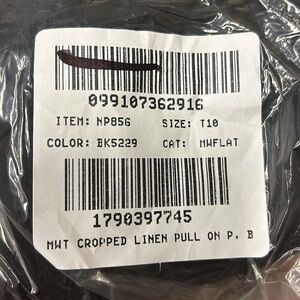 099107362916
ITEM: NP856 SIZE: T10
COLOR: BK5229 CAT: MWFLAT
1790397745
MWT CROPPED LINEN PULL ON P, B